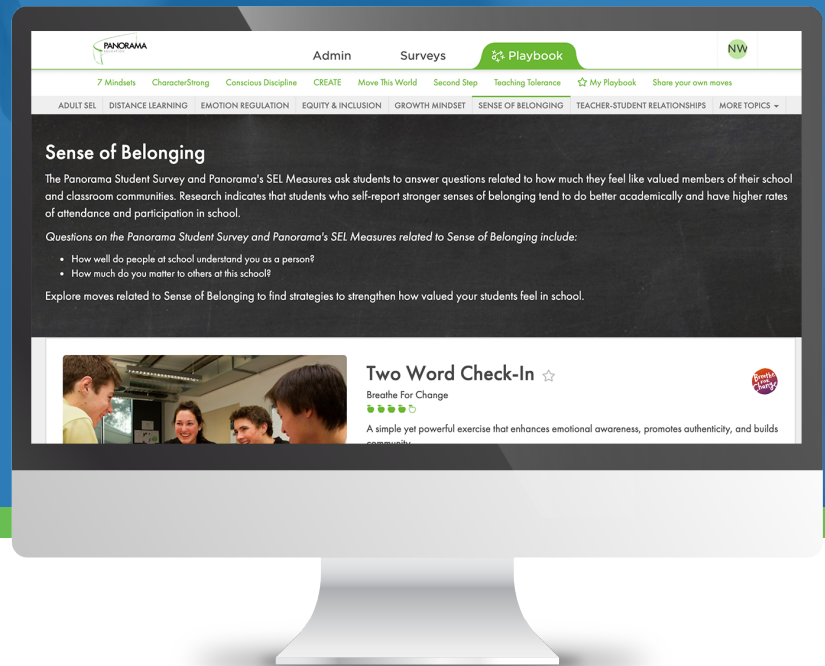 PANORAMA
EDUCATION
Admin Surveys Playbook NW
7 Mindsets CharacterStrong Conscious Discipline CREATE Move This World Second Step Teaching Tolerance My Playbook Share your own moves
ADULT SEL DISTANCE LEARNING EMOTION REGULATION EQUITY & INCLUSION GROWTH MINDSET SENSE OF BELONGING TEACHER-STUDENT RELATIONSHIPS MORE TOPICS
Sense of Belonging
The Panorama Student Survey and Panorama's SEL Measures ask students to answer questions related to how much they feel like valued members of their school
and classroom communities. Research indicates that students who self-report stronger senses of belonging tend to do better academically and have higher rates
of attendance and participation in school.
Questions on the Panorama Student Survey and Panorama's SEL Measures related to Sense of Belonging include:
• How well do people at school understand you as a person?
• How much do you matter to others at this school?
Explore moves related to Sense of Belonging to find strategies to strengthen how valued your students feel in school.
Two Word Check-In
Breathe for Change
Breathe For Change
A simple yet powerful exercise that enhances emotional awareness, promotes authenticity, and builds
community.